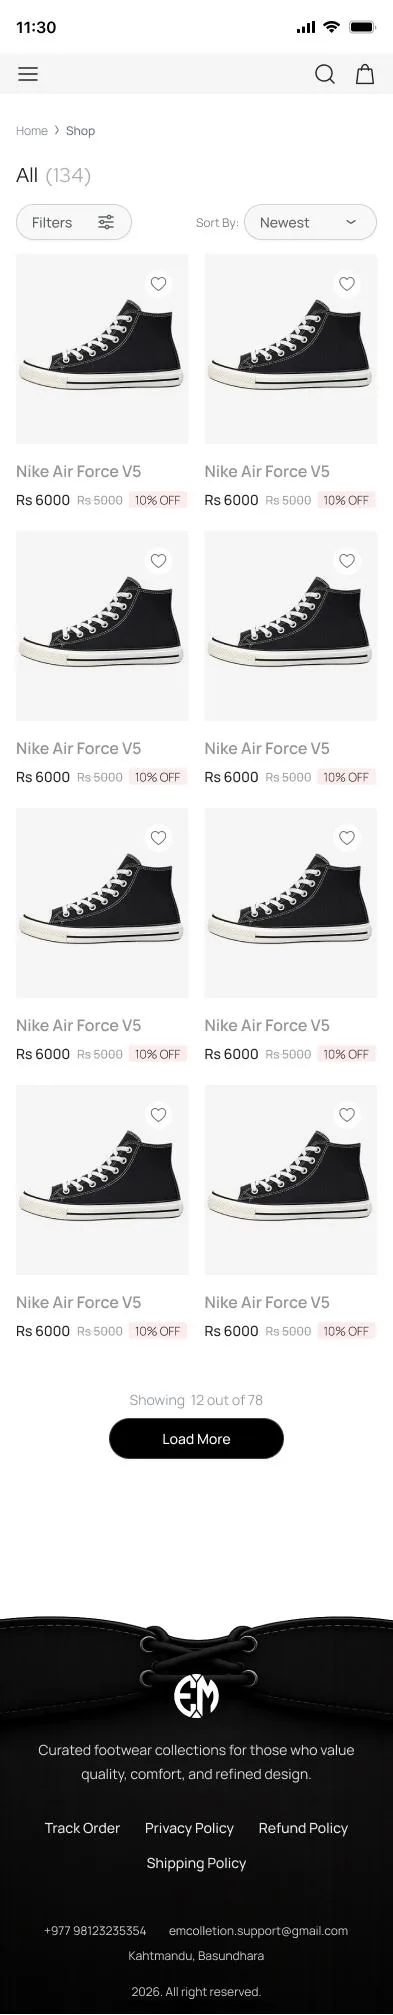 11:30
Home > Shop
All (134)
Filters Sort By: Newest
Nike Air Force V5 Nike Air Force V5
Rs 6000 Rs 5000 10% OFF Rs 6000 Rs 5000 10% OFF
Nike Air Force V5 Nike Air Force V5
Rs 6000 Rs 5000 10% OFF Rs 6000 Rs 5000 10% OFF
Nike Air Force V5 Nike Air Force V5
Rs 6000 Rs 5000 10% OFF Rs 6000 Rs 5000 10% OFF
Nike Air Force V5 Nike Air Force V5
Rs 6000 Rs 5000 10% OFF Rs 6000 Rs 5000 10% OFF
Showing 12 out of 78
Load More
EM
Curated footwear collections for those who value
quality, comfort, and refined design.
Track Order Privacy Policy Refund Policy
Shipping Policy
+977 98123235354 emcolletion.support@gmail.com
Kahtmandu, Basundhara
2026. All right reserved.